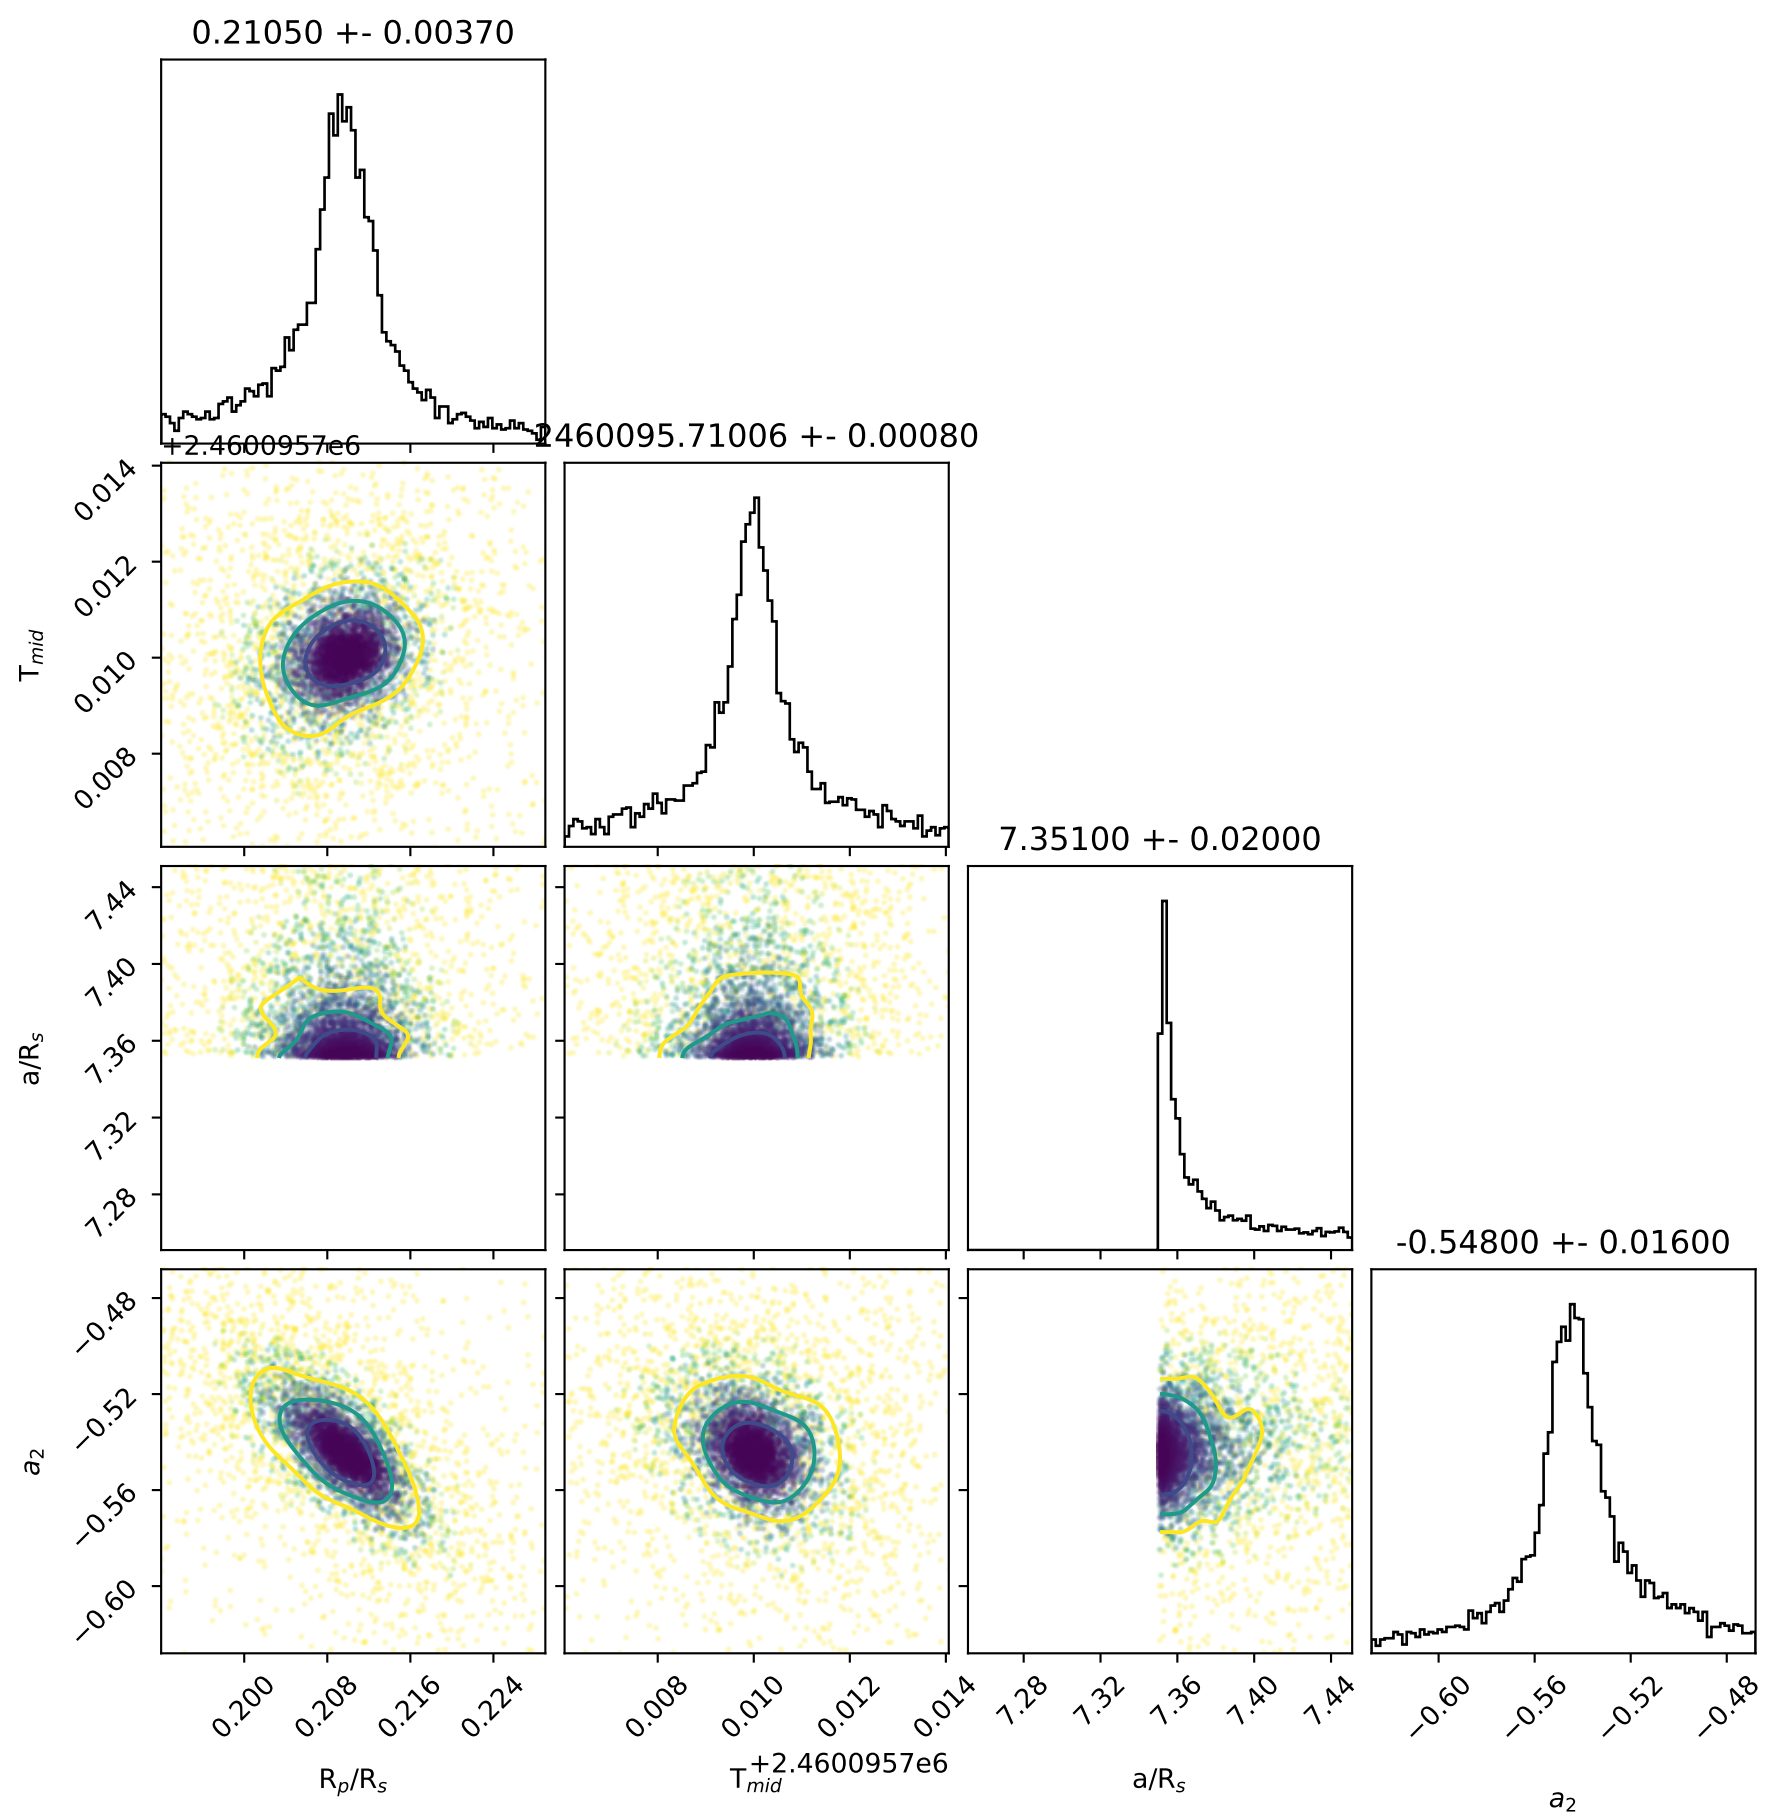 0.21050 +- 0.00370
+2.4600957e6
2460095.71006 +- 0.00080
0.014
0.012
0.010
0.008
T_mid
7.35100 +- 0.02000
7.44
7.40
7.36
7.32
7.28
a/R_s
-0.54800 +- 0.01600
−0.48
−0.52
−0.56
−0.60
a_2
0.200 0.208 0.216 0.224
0.008 0.010 0.012 0.014
7.28 7.32 7.36 7.40 7.44
−0.60 −0.56 −0.52 −0.48
+2.4600957e6
R_p/R_s T_mid a/R_s a_2